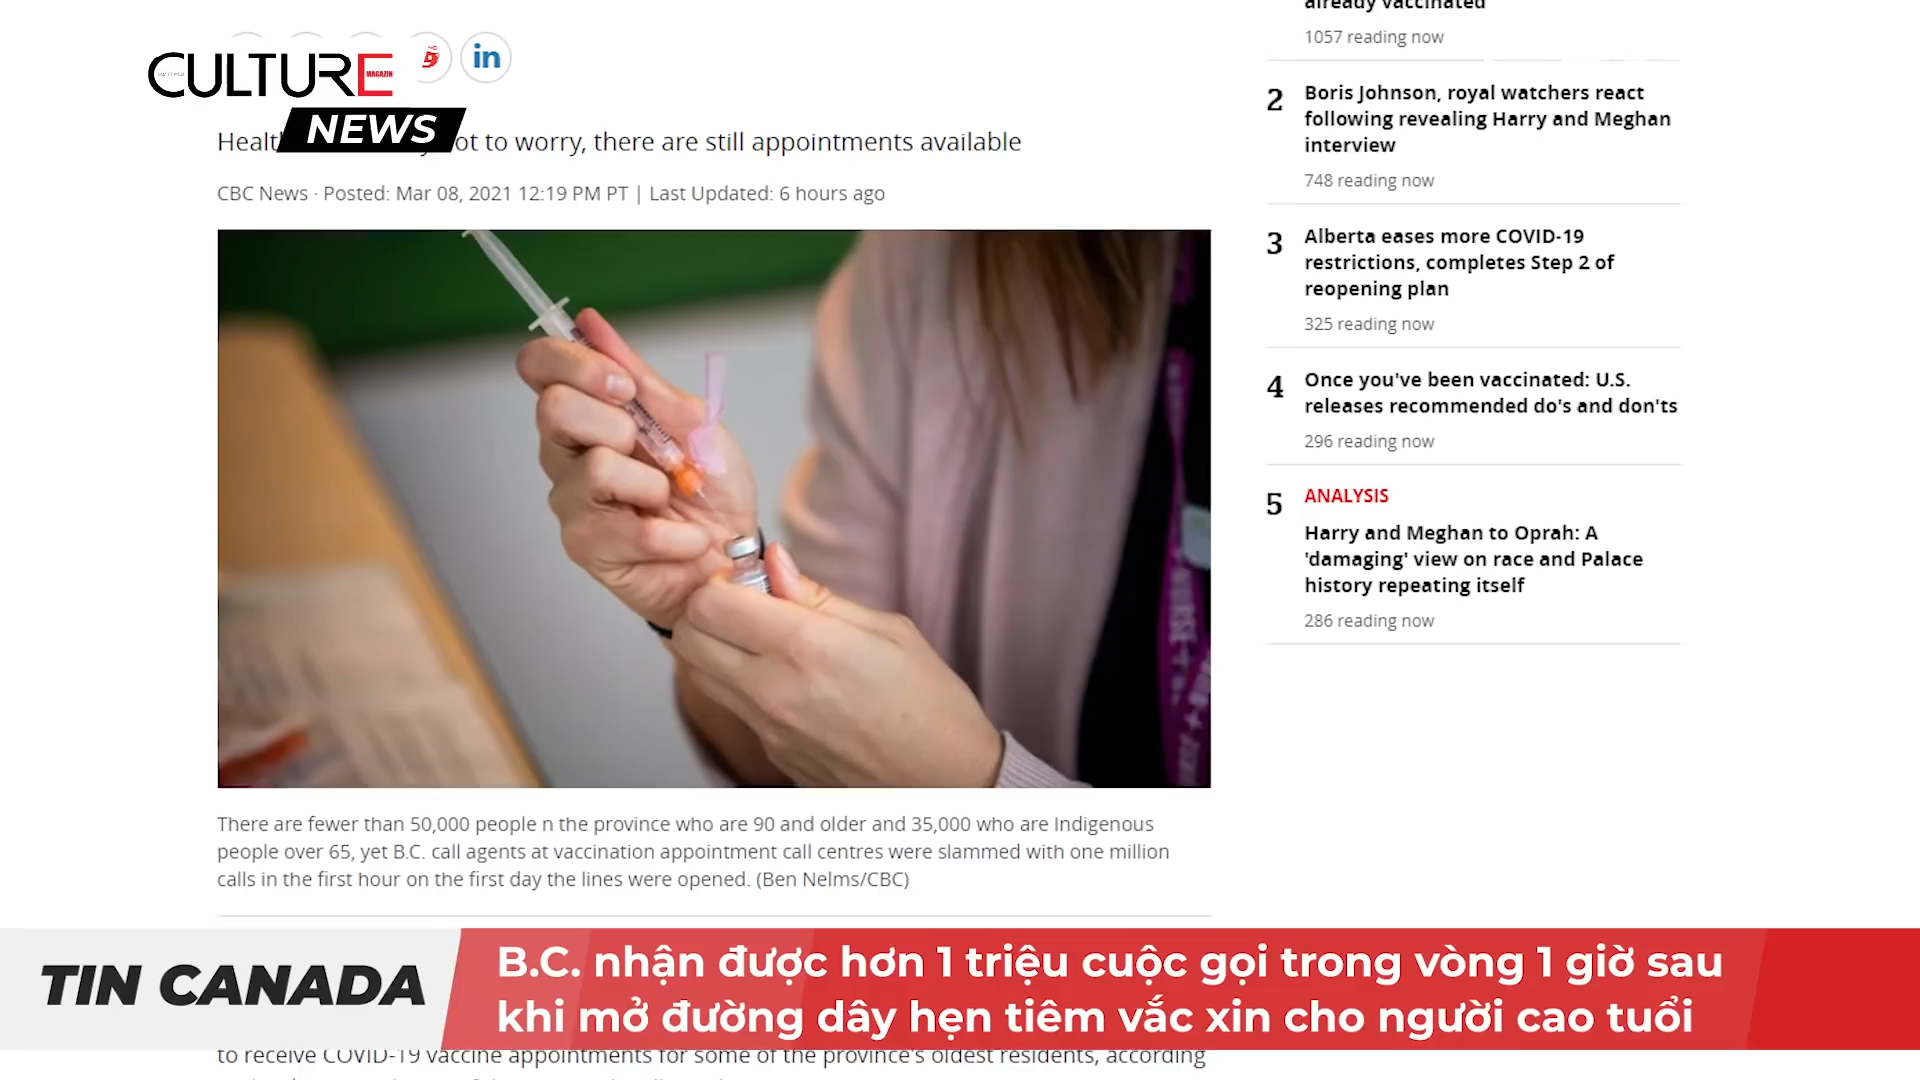 CULTURE
MAGAZIN
NEWS
in
Healt ot to worry, there are still appointments available
CBC News · Posted: Mar 08, 2021 12:19 PM PT | Last Updated: 6 hours ago
There are fewer than 50,000 people n the province who are 90 and older and 35,000 who are Indigenous
people over 65, yet B.C. call agents at vaccination appointment call centres were slammed with one million
calls in the first hour on the first day the lines were opened. (Ben Nelms/CBC)
already vaccinated
1057 reading now
2 Boris Johnson, royal watchers react
following revealing Harry and Meghan
interview
748 reading now
3 Alberta eases more COVID-19
restrictions, completes Step 2 of
reopening plan
325 reading now
4 Once you've been vaccinated: U.S.
releases recommended do's and don'ts
296 reading now
5 ANALYSIS
Harry and Meghan to Oprah: A
'damaging' view on race and Palace
history repeating itself
286 reading now
TIN CANADA
B.C. nhận được hơn 1 triệu cuộc gọi trong vòng 1 giờ sau
khi mở đường dây hẹn tiêm vắc xin cho người cao tuổi
to receive COVID-19 vaccine appointments for some of the province's oldest residents, according